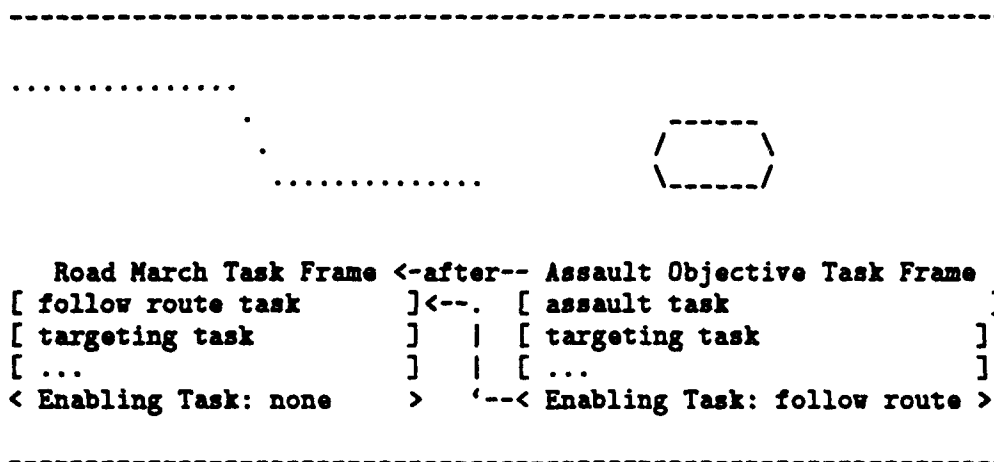 Road March Task Frame <-after-- Assault Objective Task Frame
[ follow route task ]<--. [ assault task ]
[ targeting task ] | [ targeting task ]
[ ... ] | [ ... ]
< Enabling Task: none > '--< Enabling Task: follow route >